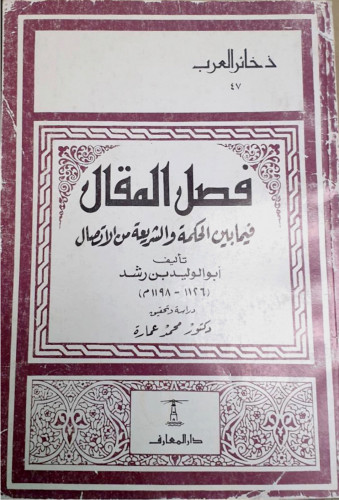 ذخائر العرب
٤٧
فصل المقال
فيما بين الحكمة والشريعة من الاتصال
تأليف
أبو الوليد بن رشد
(١١٢٦ - ١١٩٨م)
دراسة وتحقيق
دكتور محمد عمارة
دار المعارف